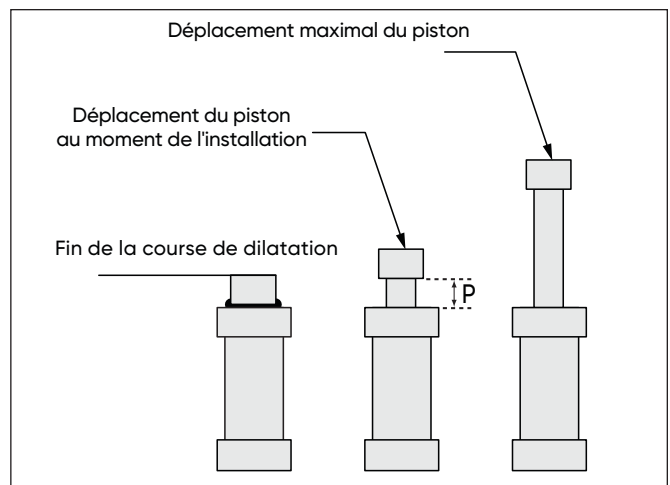 Déplacement maximal du piston
Déplacement du piston
au moment de l'installation
Fin de la course de dilatation
P